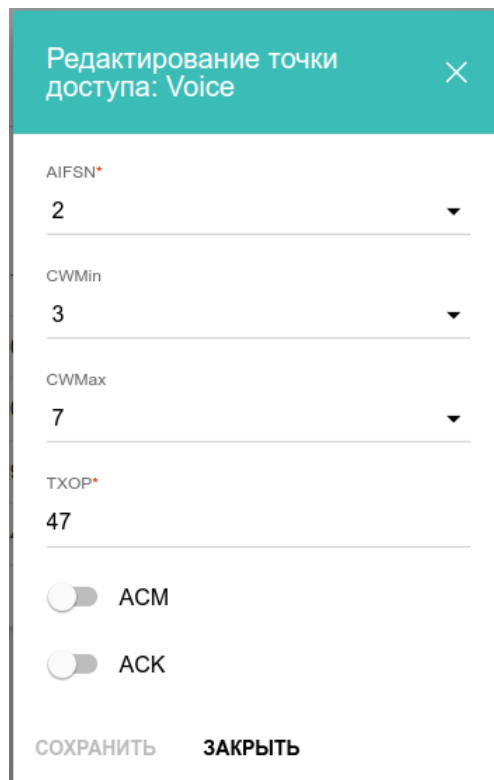 Редактирование точки
доступа: Voice
AIFSN*
2
CWMin
3
CWMax
7
TXOP*
47
ACM
ACK
СОХРАНИТЬ ЗАКРЫТЬ